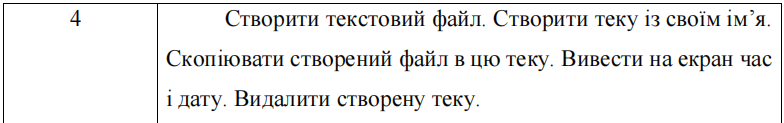 4
Створити текстовий файл. Створити теку із своїм ім’я.
Скопіювати створений файл в цю теку. Вивести на екран час
і дату. Видалити створену теку.